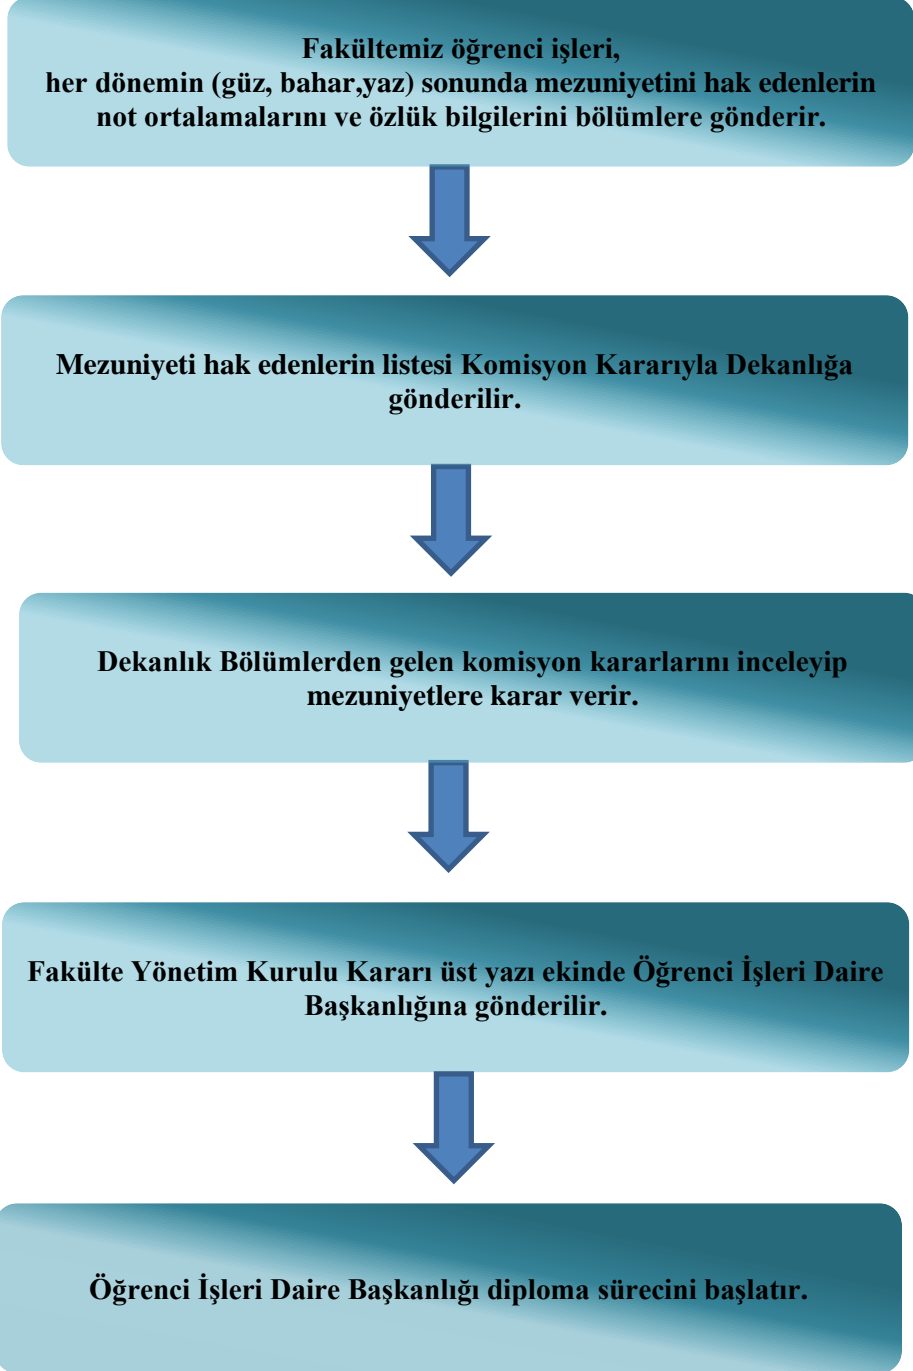 Fakültemiz öğrenci işleri,
her dönemin (güz, bahar,yaz) sonunda mezuniyetini hak edenlerin
not ortalamalarını ve özlük bilgilerini bölümlere gönderir.
Mezuniyeti hak edenlerin listesi Komisyon Kararıyla Dekanlığa
gönderilir.
Dekanlık Bölümlerden gelen komisyon kararlarını inceleyip
mezuniyetlere karar verir.
Fakülte Yönetim Kurulu Kararı üst yazı ekinde Öğrenci İşleri Daire
Başkanlığına gönderilir.
Öğrenci İşleri Daire Başkanlığı diploma sürecini başlatır.